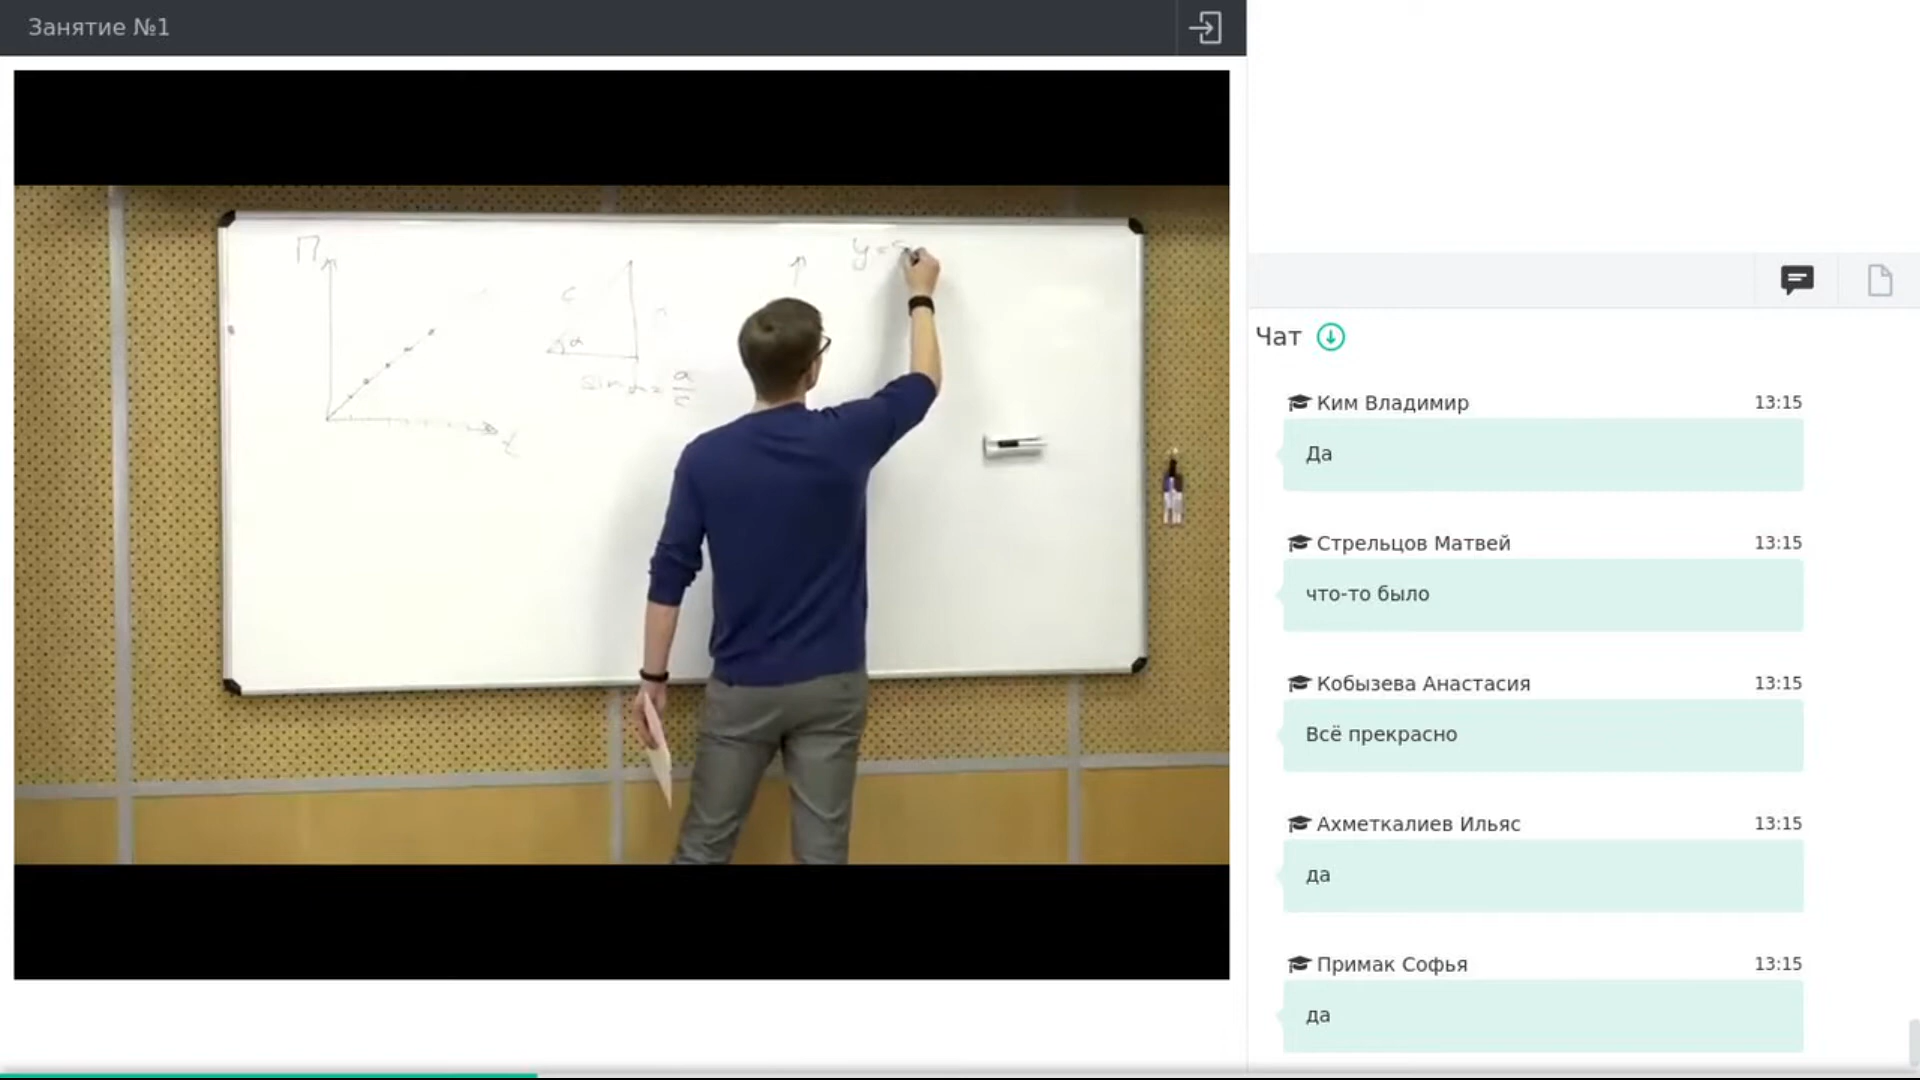 Занятие №1
П
t
c
α
sin α = a/c
y = s
Чат
Ким Владимир 13:15
Да
Стрельцов Матвей 13:15
что-то было
Кобызева Анастасия 13:15
Всё прекрасно
Ахметкалиев Ильяс 13:15
да
Примак Софья 13:15
да